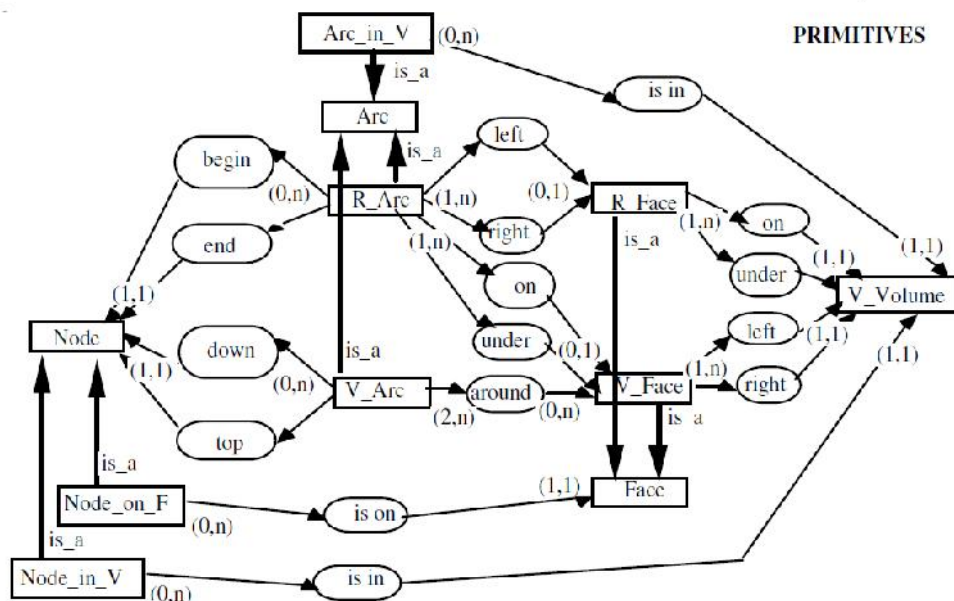 PRIMITIVES
Arc_in_V
(0,n)
is_a
is in
Arc
is_a
left
begin
(0,n)
R_Arc
(1,n)
(0,1)
R_Face
right
(1,n)
is_a
(1,n)
on
end
(1,1)
(1,1)
under
on
(1,1)
V_Volume
Node
under
left
down
is_a
(0,1)
(1,1)
(1,1)
(1,1)
(0,n)
V_Arc
around
V_Face
(1,n)
right
(2,n)
(0,n)
is_a
top
is_a
Node_on_F
(1,1)
Face
(0,n)
is on
is_a
Node_in_V
(0,n)
is in